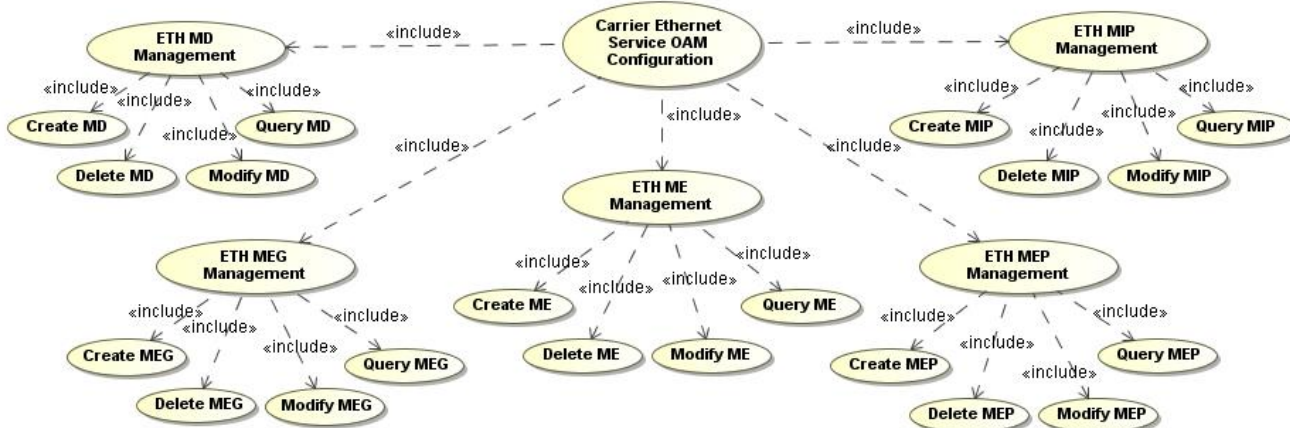 Carrier Ethernet
Service OAM
Configuration
«include»
«include»
«include»
«include»
«include»
ETH MD
Management
«include»
«include»
«include»
«include»
Create MD
Query MD
Delete MD
Modify MD
ETH MIP
Management
«include»
«include»
«include»
«include»
Create MIP
Query MIP
Delete MIP
Modify MIP
ETH ME
Management
«include»
«include»
«include»
«include»
Create ME
Query ME
Delete ME
Modify ME
ETH MEG
Management
«include»
«include»
«include»
«include»
Create MEG
Query MEG
Delete MEG
Modify MEG
ETH MEP
Management
«include»
«include»
«include»
«include»
Create MEP
Query MEP
Delete MEP
Modify MEP